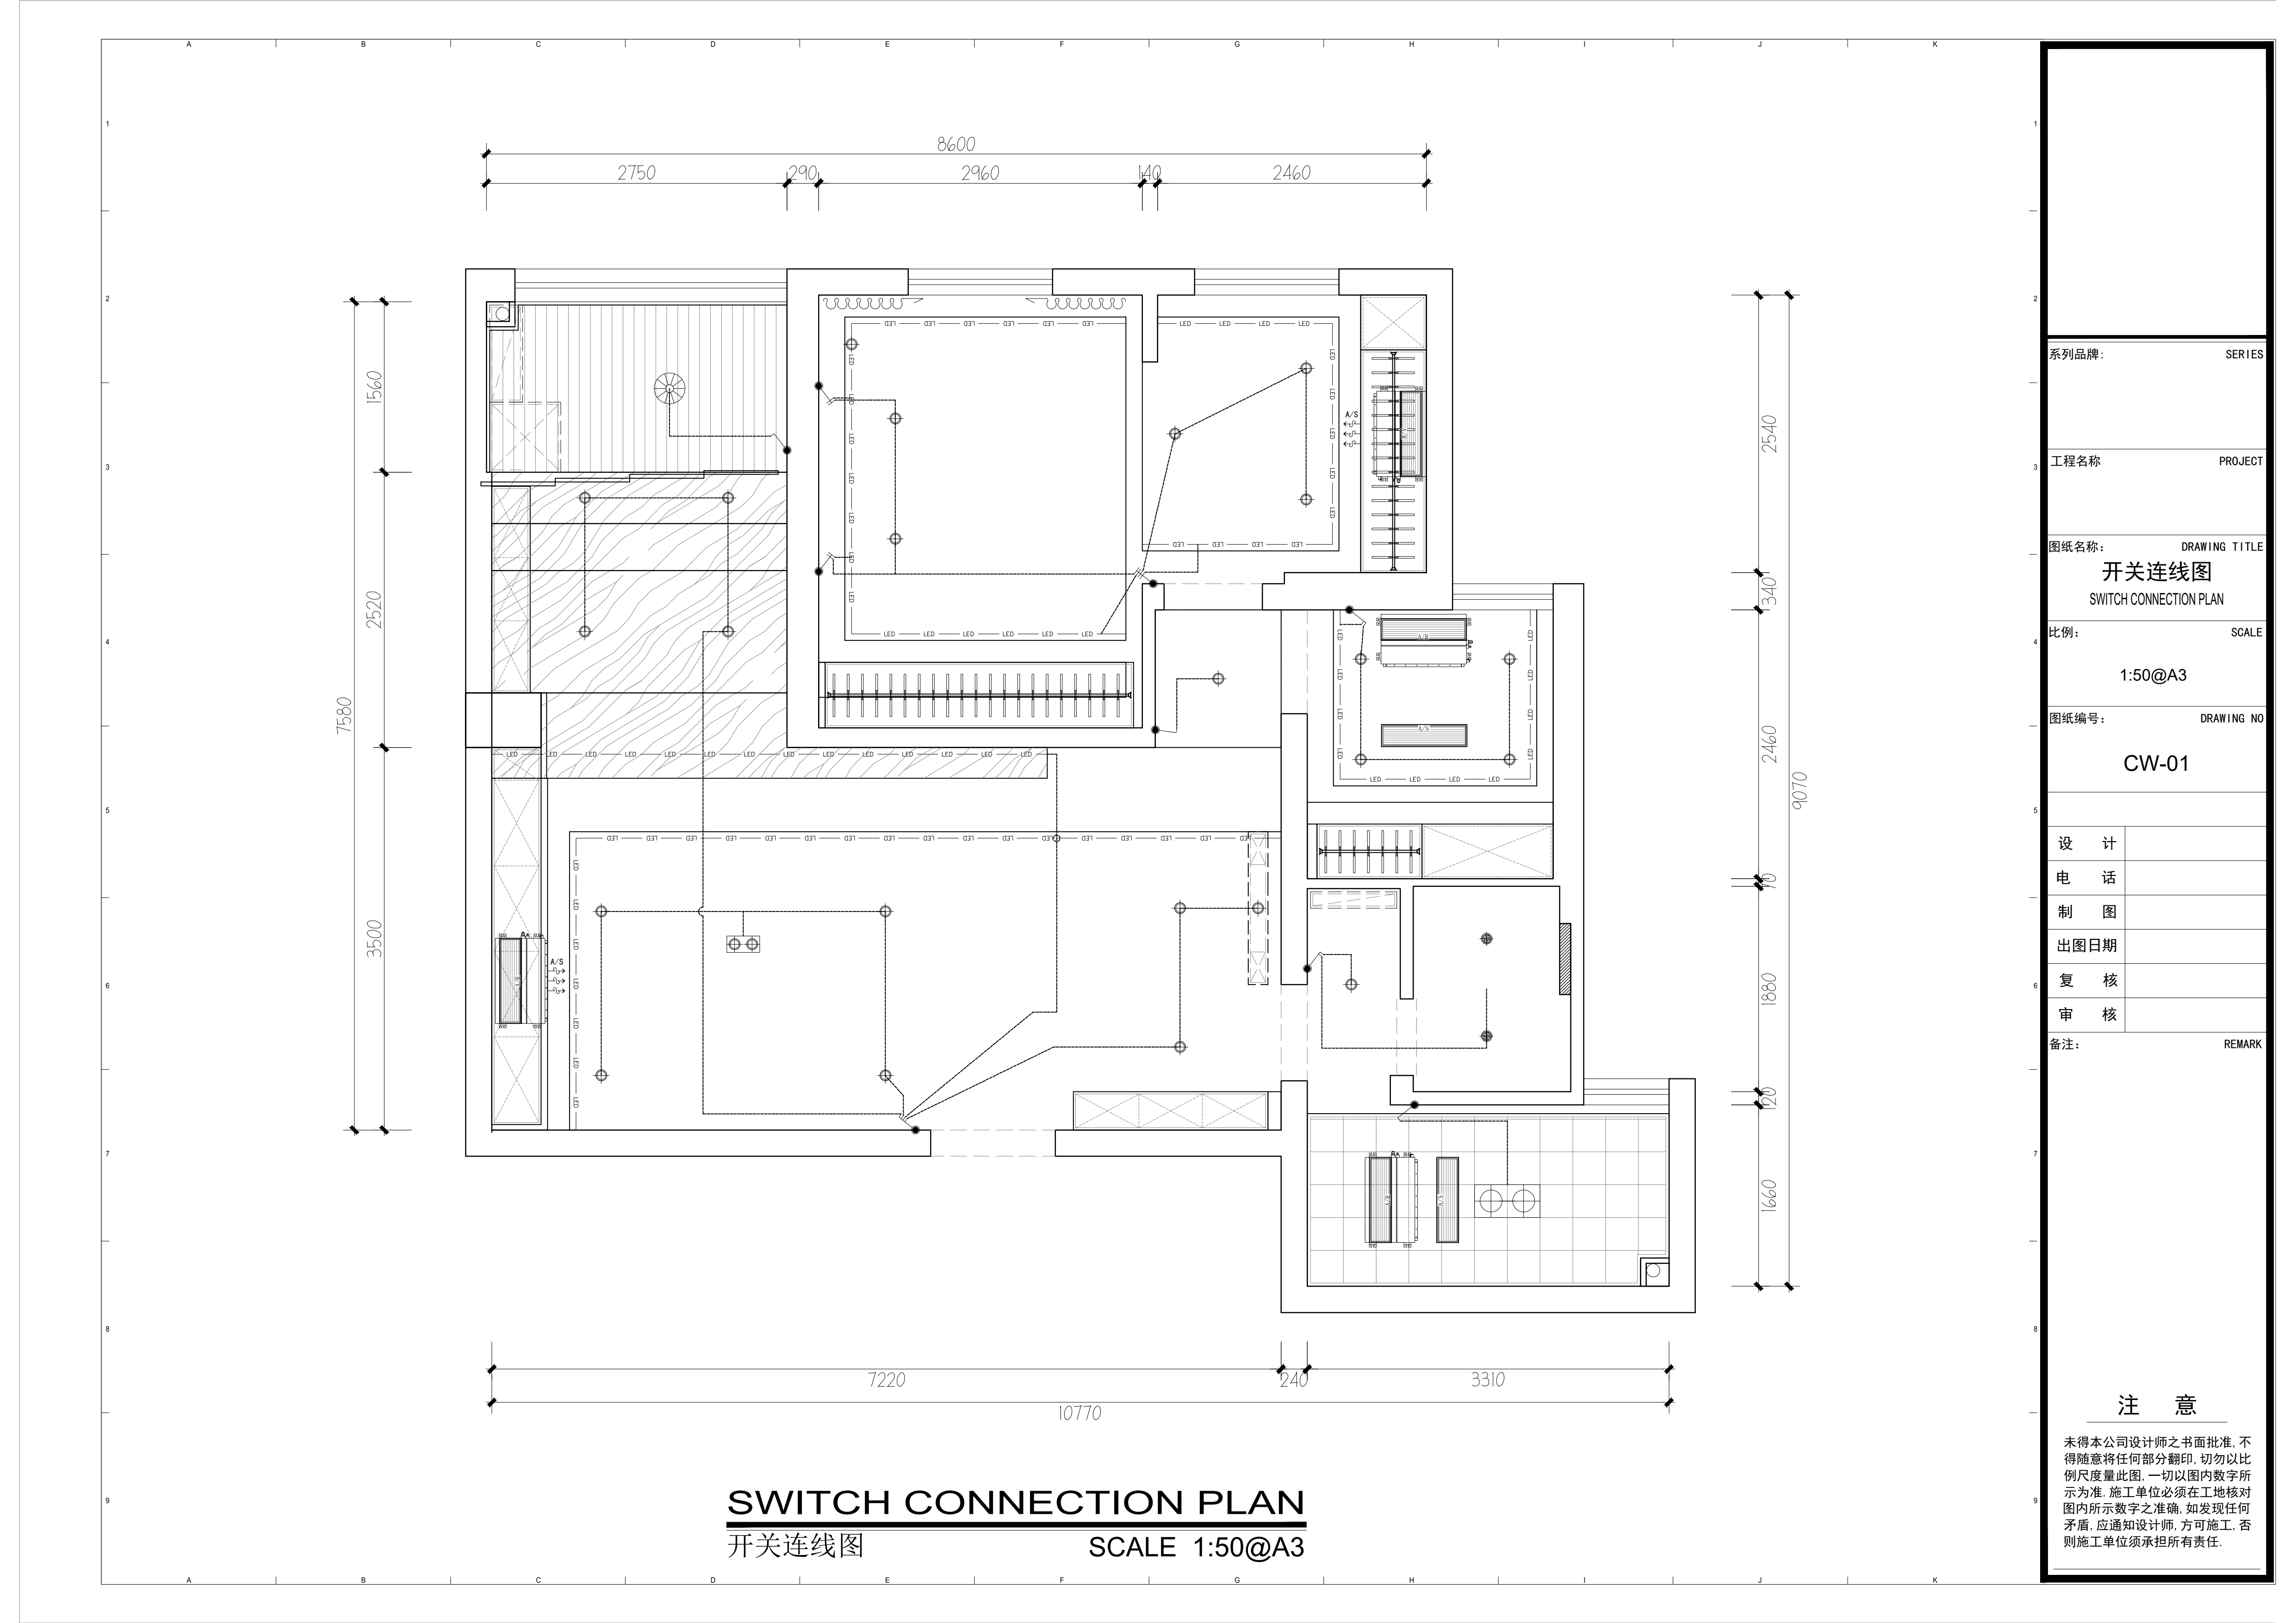 A B C D E F G H I J K
1
2
3
4
5
6
7
8
9
8600
2750 290 2960 140 2460
7580
1560
2520
3500
2540
340
2460
70
1880
120
1660
9070
7220 240 3310
10770
LED
A/S
A/R
SWITCH CONNECTION PLAN
开关连线图 SCALE 1:50@A3
系列品牌: SERIES
工程名称 PROJECT
图纸名称: DRAWING TITLE
开关连线图
SWITCH CONNECTION PLAN
比例: SCALE
1:50@A3
图纸编号: DRAWING NO
CW-01
设 计
电 话
制 图
出图日期
复 核
审 核
备注: REMARK
注 意
未得本公司设计师之书面批准,不
得随意将任何部分翻印,切勿以比
例尺度量此图,一切以图内数字所
示为准.施工单位必须在工地核对
图内所示数字之准确,如发现任何
矛盾,应通知设计师,方可施工,否
则施工单位须承担所有责任.
A B C D E F G H I J K